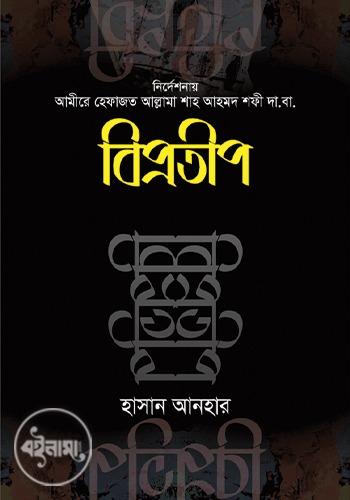 নির্দেশনায়
আমীরে হেফাজত আল্লামা শাহ আহমদ শফী দা.বা.
বিপ্রতীপ
হাসান আনহার
বইনামা